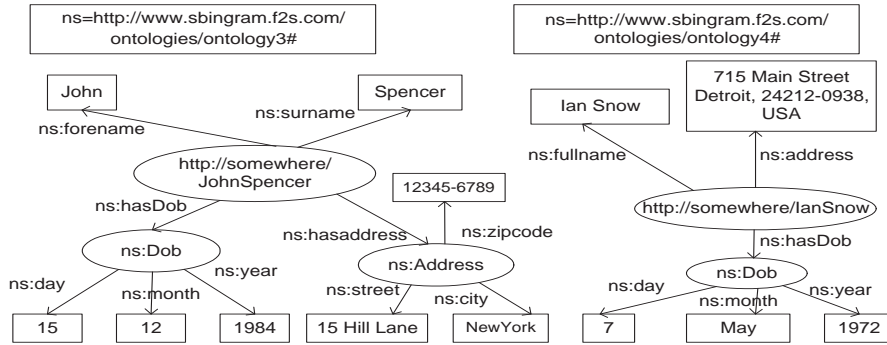 ns=http://www.sbingram.f2s.com/
ontologies/ontology3#
John
Spencer
ns:forename
ns:surname
http://somewhere/
JohnSpencer
12345-6789
ns:hasDob
ns:hasaddress
ns:zipcode
ns:Dob
ns:Address
ns:day
ns:month
ns:year
ns:street
ns:city
15
12
1984
15 Hill Lane
NewYork
ns=http://www.sbingram.f2s.com/
ontologies/ontology4#
Ian Snow
715 Main Street
Detroit, 24212-0938,
USA
ns:fullname
ns:address
http://somewhere/IanSnow
ns:hasDob
ns:Dob
ns:day
ns:month
ns:year
7
May
1972